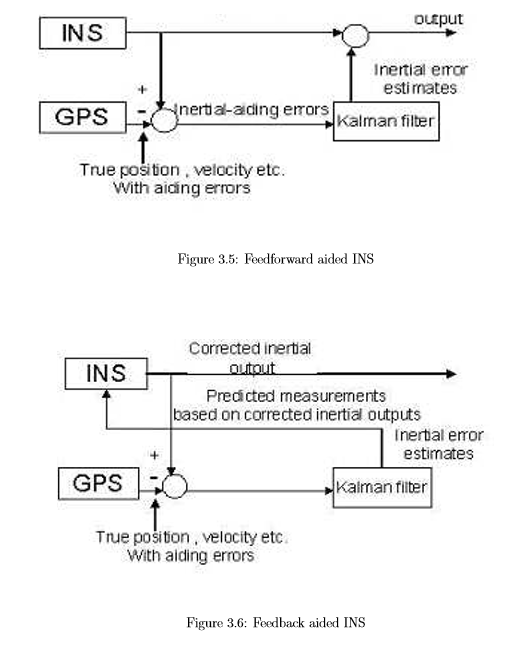 INS
output
Inertial error
estimates
+
-
GPS
Inertial-aiding errors
Kalman filter
True position , velocity etc.
With aiding errors
Figure 3.5: Feedforward aided INS
Corrected inertial
output
INS
Predicted measurements
based on corrected inertial outputs
Inertial error
estimates
+
-
GPS
Kalman filter
True position , velocity etc.
With aiding errors
Figure 3.6: Feedback aided INS